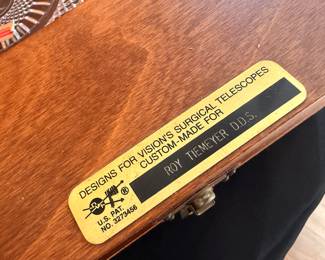 DESIGNS FOR VISION'S SURGICAL TELESCOPES
CUSTOM-MADE FOR
ROY TIEMEYER D.D.S.
®
U.S. PAT.
NO. 3273456